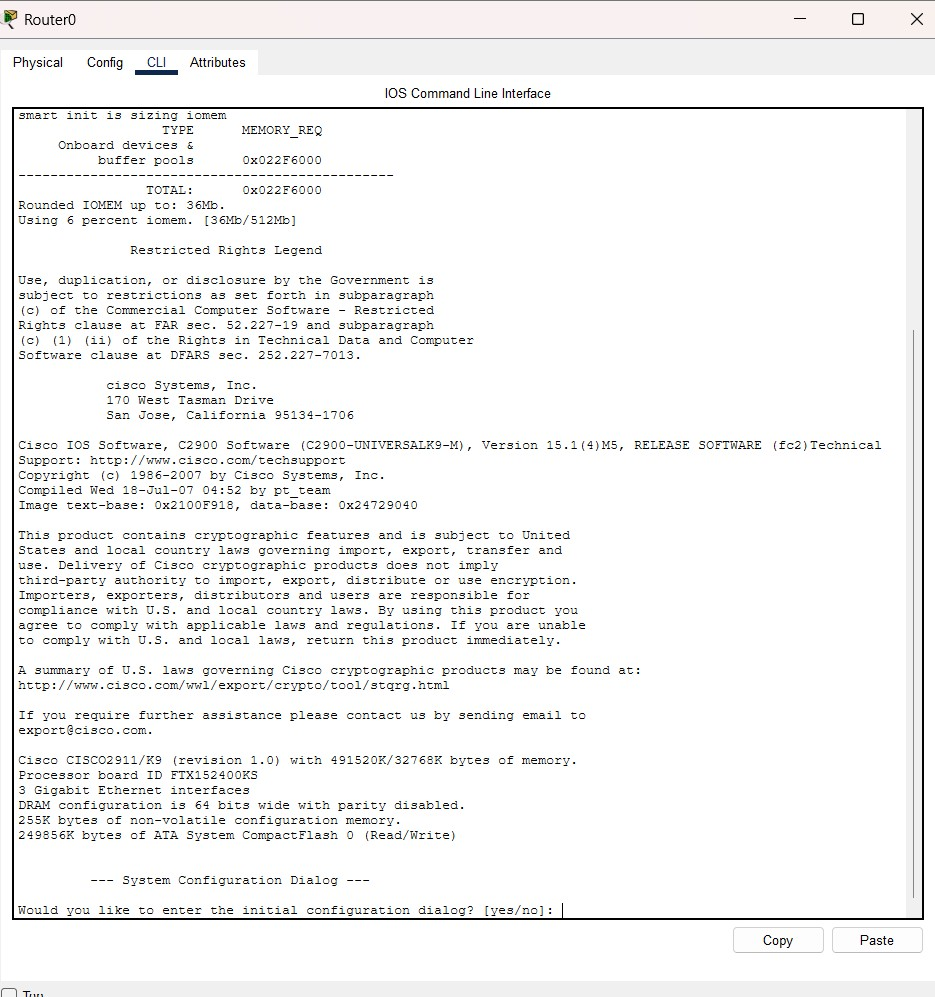 Router0
Physical Config CLI Attributes
IOS Command Line Interface
smart init is sizing iomem
TYPE MEMORY_REQ
Onboard devices &
buffer pools 0x022F6000
-----------------------------------------------
TOTAL: 0x022F6000
Rounded IOMEM up to: 36Mb.
Using 6 percent iomem. [36Mb/512Mb]
Restricted Rights Legend
Use, duplication, or disclosure by the Government is
subject to restrictions as set forth in subparagraph
(c) of the Commercial Computer Software - Restricted
Rights clause at FAR sec. 52.227-19 and subparagraph
(c) (1) (ii) of the Rights in Technical Data and Computer
Software clause at DFARS sec. 252.227-7013.
cisco Systems, Inc.
170 West Tasman Drive
San Jose, California 95134-1706
Cisco IOS Software, C2900 Software (C2900-UNIVERSALK9-M), Version 15.1(4)M5, RELEASE SOFTWARE (fc2)Technical
Support: http://www.cisco.com/techsupport
Copyright (c) 1986-2007 by Cisco Systems, Inc.
Compiled Wed 18-Jul-07 04:52 by pt_team
Image text-base: 0x2100F918, data-base: 0x24729040
This product contains cryptographic features and is subject to United
States and local country laws governing import, export, transfer and
use. Delivery of Cisco cryptographic products does not imply
third-party authority to import, export, distribute or use encryption.
Importers, exporters, distributors and users are responsible for
compliance with U.S. and local country laws. By using this product you
agree to comply with applicable laws and regulations. If you are unable
to comply with U.S. and local laws, return this product immediately.
A summary of U.S. laws governing Cisco cryptographic products may be found at:
http://www.cisco.com/wwl/export/crypto/tool/stqrg.html
If you require further assistance please contact us by sending email to
export@cisco.com.
Cisco CISCO2911/K9 (revision 1.0) with 491520K/32768K bytes of memory.
Processor board ID FTX152400KS
3 Gigabit Ethernet interfaces
DRAM configuration is 64 bits wide with parity disabled.
255K bytes of non-volatile configuration memory.
249856K bytes of ATA System CompactFlash 0 (Read/Write)
--- System Configuration Dialog ---
Would you like to enter the initial configuration dialog? [yes/no]:
Copy Paste